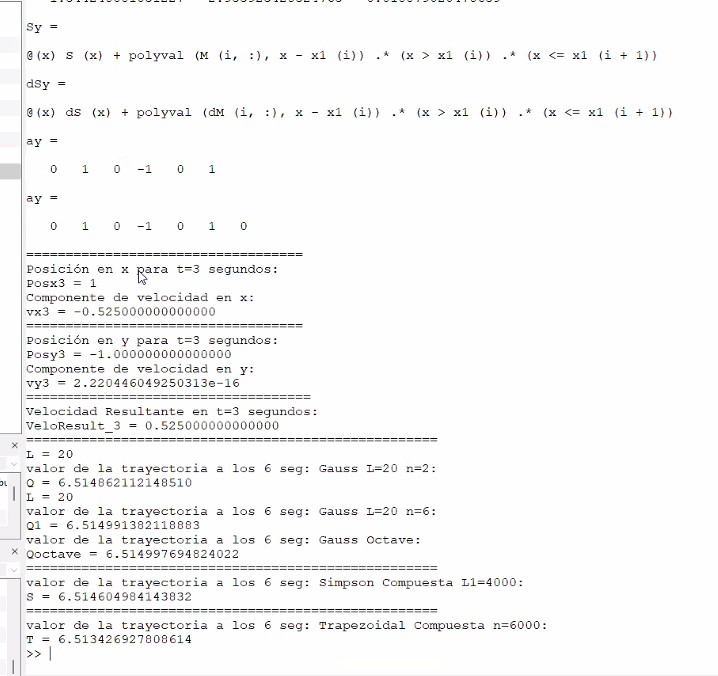 Sy =
@(x) S (x) + polyval (M (i, :), x - x1 (i)) .* (x > x1 (i)) .* (x <= x1 (i + 1))
dSy =
@(x) dS (x) + polyval (dM (i, :), x - x1 (i)) .* (x > x1 (i)) .* (x <= x1 (i + 1))
ay =
0 1 0 -1 0 1
ay =
0 1 0 -1 0 1 0
==================================
Posición en x para t=3 segundos:
Posx3 = 1
Componente de velocidad en x:
vx3 = -0.525000000000000
==================================
Posición en y para t=3 segundos:
Posy3 = -1.000000000000000
Componente de velocidad en y:
vy3 = 2.220446049250313e-16
===================================
Velocidad Resultante en t=3 segundos:
VeloResult_3 = 0.525000000000000
===================================================
L = 20
valor de la trayectoria a los 6 seg: Gauss L=20 n=2:
Q = 6.514862112148510
L = 20
valor de la trayectoria a los 6 seg: Gauss L=20 n=6:
Q1 = 6.514991382118883
valor de la trayectoria a los 6 seg: Gauss Octave:
Qoctave = 6.514997694824022
===================================================
valor de la trayectoria a los 6 seg: Simpson Compuesta L1=4000:
S = 6.514604984143832
===================================================
valor de la trayectoria a los 6 seg: Trapezoidal Compuesta n=6000:
T = 6.513426927808614
>>